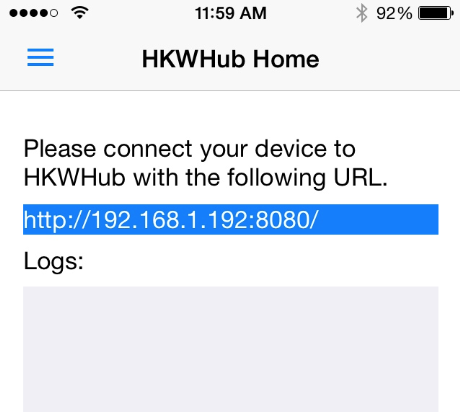 11:59 AM
92%
HKWHub Home
Please connect your device to
HKWHub with the following URL.
http://192.168.1.192:8080/
Logs: